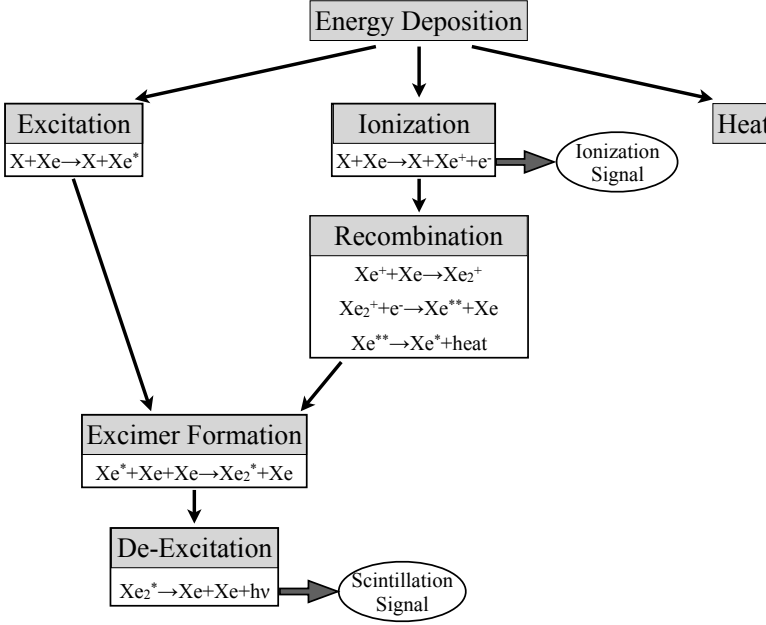 Energy Deposition
Excitation
X+Xe→X+Xe*
Ionization
X+Xe→X+Xe⁺+e⁻
Ionization
Signal
Heat
Recombination
Xe⁺+Xe→Xe₂⁺
Xe₂⁺+e⁻→Xe**+Xe
Xe**→Xe*+heat
Excimer Formation
Xe*+Xe+Xe→Xe₂*+Xe
De-Excitation
Xe₂*→Xe+Xe+hν
Scintillation
Signal